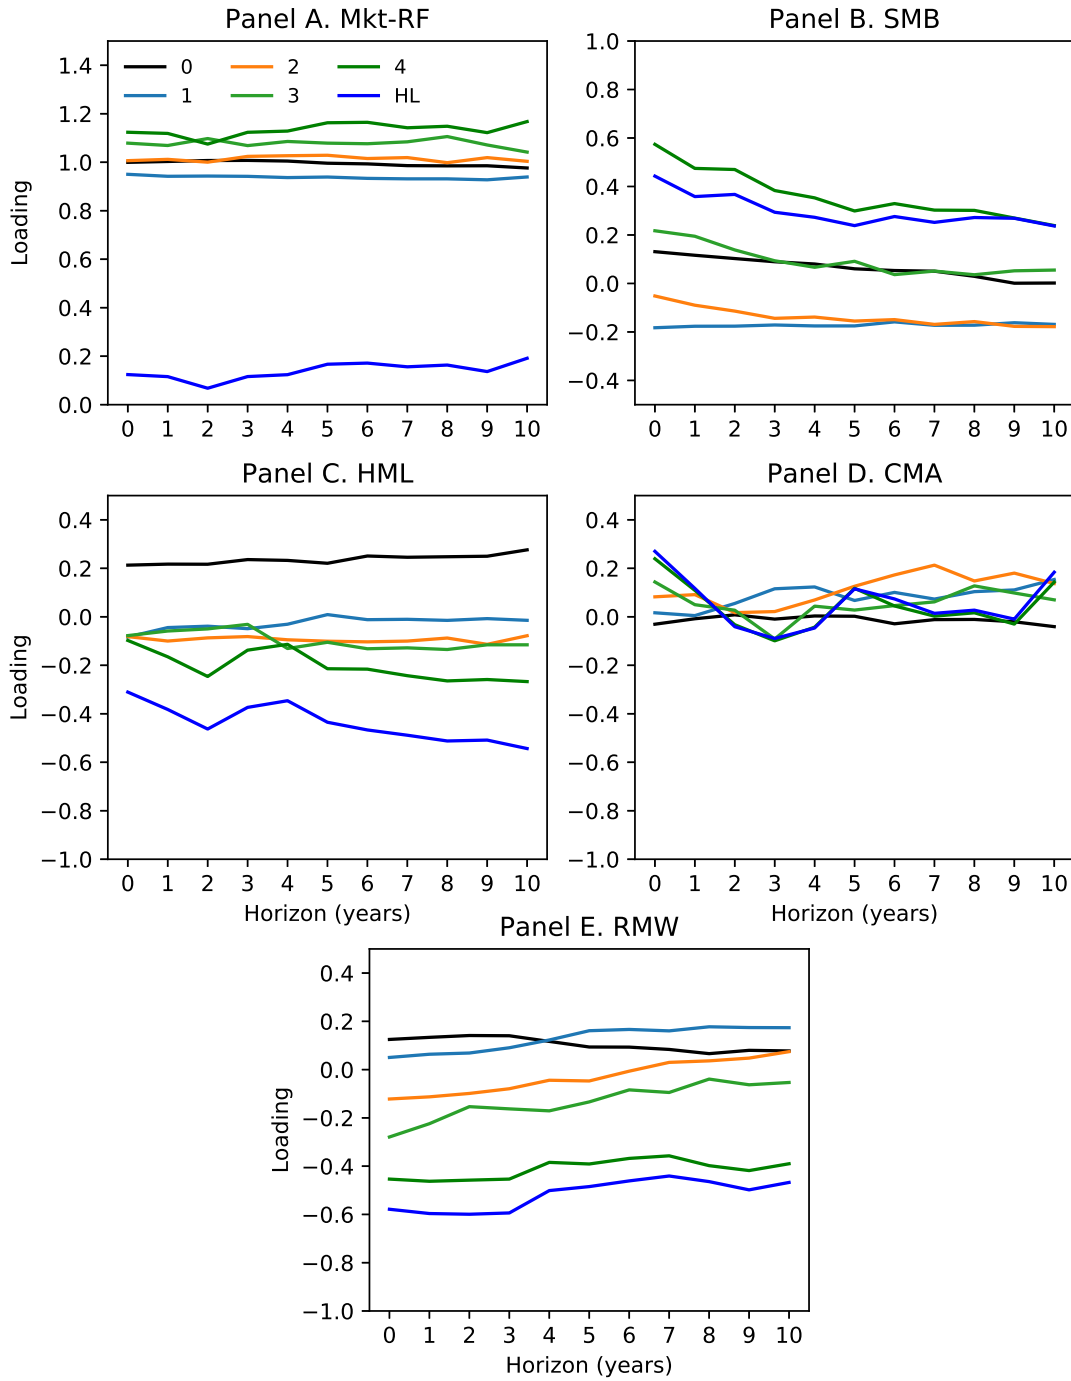 Panel A. Mkt-RF
Panel B. SMB
0 2 4
1 3 HL
Loading
1.4
1.2
1.0
0.8
0.6
0.4
0.2
0.0
0 1 2 3 4 5 6 7 8 9 10
1.0
0.8
0.6
0.4
0.2
0.0
−0.2
−0.4
0 1 2 3 4 5 6 7 8 9 10
Panel C. HML
Panel D. CMA
Loading
0.4
0.2
0.0
−0.2
−0.4
−0.6
−0.8
−1.0
0 1 2 3 4 5 6 7 8 9 10
Horizon (years)
0.4
0.2
0.0
−0.2
−0.4
−0.6
−0.8
−1.0
0 1 2 3 4 5 6 7 8 9 10
Horizon (years)
Panel E. RMW
Loading
0.4
0.2
0.0
−0.2
−0.4
−0.6
−0.8
−1.0
0 1 2 3 4 5 6 7 8 9 10
Horizon (years)